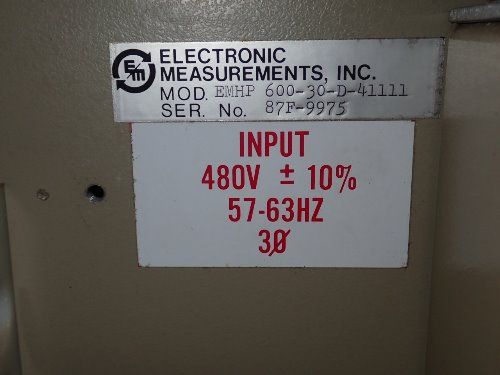 E/M
ELECTRONIC
MEASUREMENTS, INC.
MOD. EMHP 600-30-D-41111
SER. No. 87F-9975
INPUT
480V ± 10%
57-63HZ
3Ø